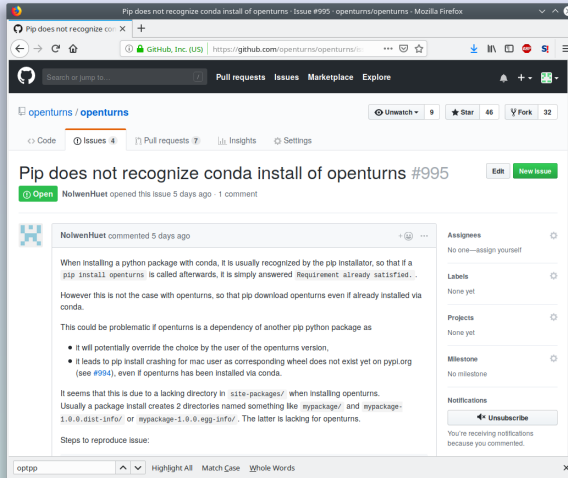 Pip does not recognize conda install of openturns · Issue #995 · openturns/openturns - Mozilla Firefox
Pip does not recognize con
GitHub, Inc. (US) https://github.com/openturns/openturns/
Search or jump to...
/
Pull requests Issues Marketplace Explore
openturns / openturns
Unwatch 9 Star 46 Fork 32
Code Issues 4 Pull requests 7 Insights Settings
Pip does not recognize conda install of openturns #995
Edit New issue
Open NolwenHuet opened this issue 5 days ago · 1 comment
NolwenHuet commented 5 days ago
When installing a python package with conda, it is usually recognized by the pip installator, so that if a
pip install openturns is called afterwards, it is simply answered Requirement already satisfied. .
However this is not the case with openturns, so that pip download openturns even if already installed via
conda.
This could be problematic if openturns is a dependency of another pip python package as
• it will potentially override the choice by the user of the openturns version,
• it leads to pip install crashing for mac user as corresponding wheel does not exist yet on pypi.org
(see #994), even if openturns has been installed via conda.
It seems that this is due to a lacking directory in site-packages/ when installing openturns.
Usually a package install creates 2 directories named something like mypackage/ and mypackage-
1.0.0.dist-info/ or mypackage-1.0.0.egg-info/ . The latter is lacking for openturns.
Steps to reproduce issue:
Assignees
No one—assign yourself
Labels
None yet
Projects
None yet
Milestone
No milestone
Notifications
Unsubscribe
You're receiving notifications
because you commented.
optpp Highlight All Match Case Whole Words